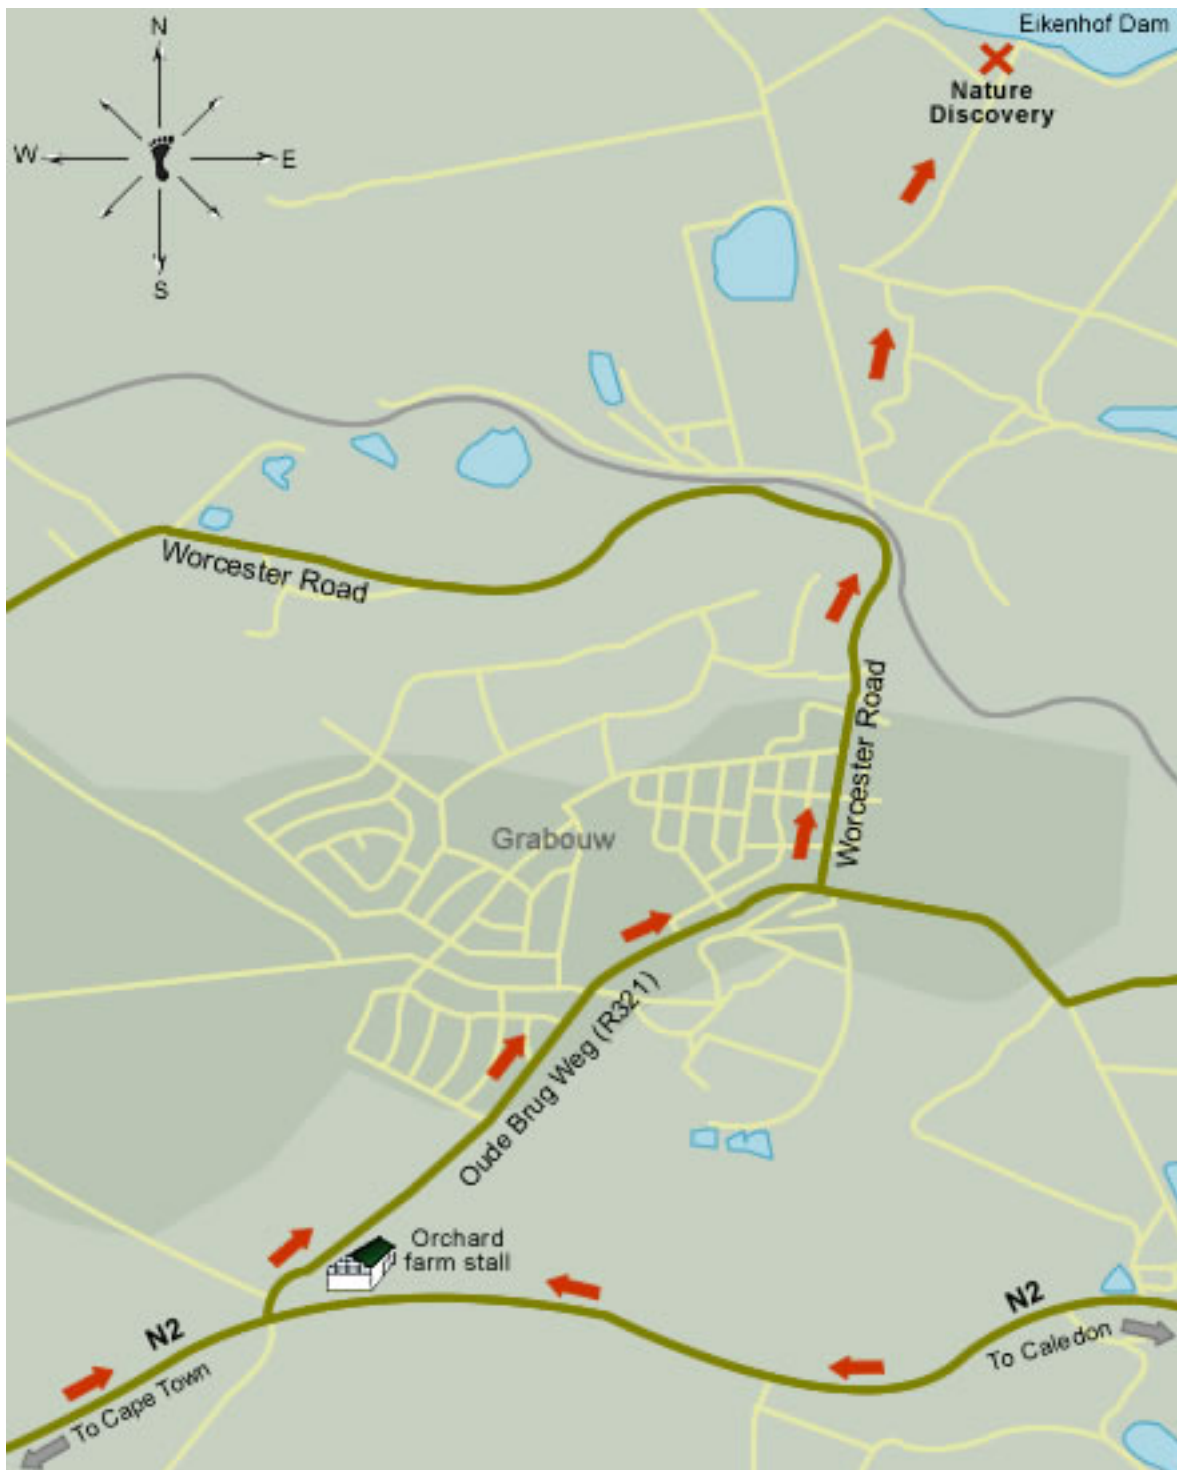 N
Eikenhof Dam
Nature
Discovery
W
E
S
Worcester Road
Worcester Road
Grabouw
Oude Brug Weg (R321)
Orchard
farm stall
N2
To Caledon
N2
To Cape Town